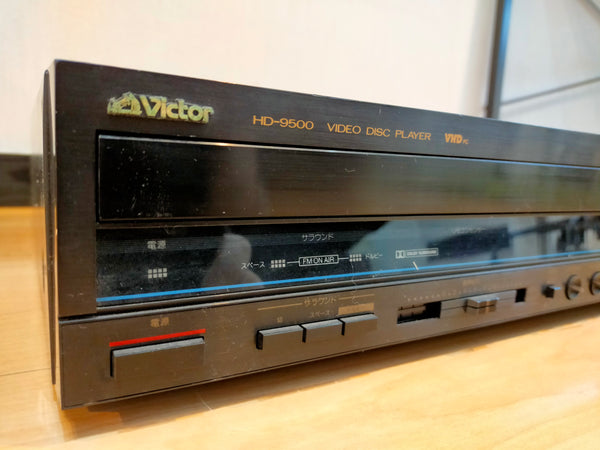 Victor
HD-9500 VIDEO DISC PLAYER VHD PC
電源
サラウンド
スペース
FM ON AIR
ドルビー
DOLBY SURROUND
電源
サラウンド
切
スペース